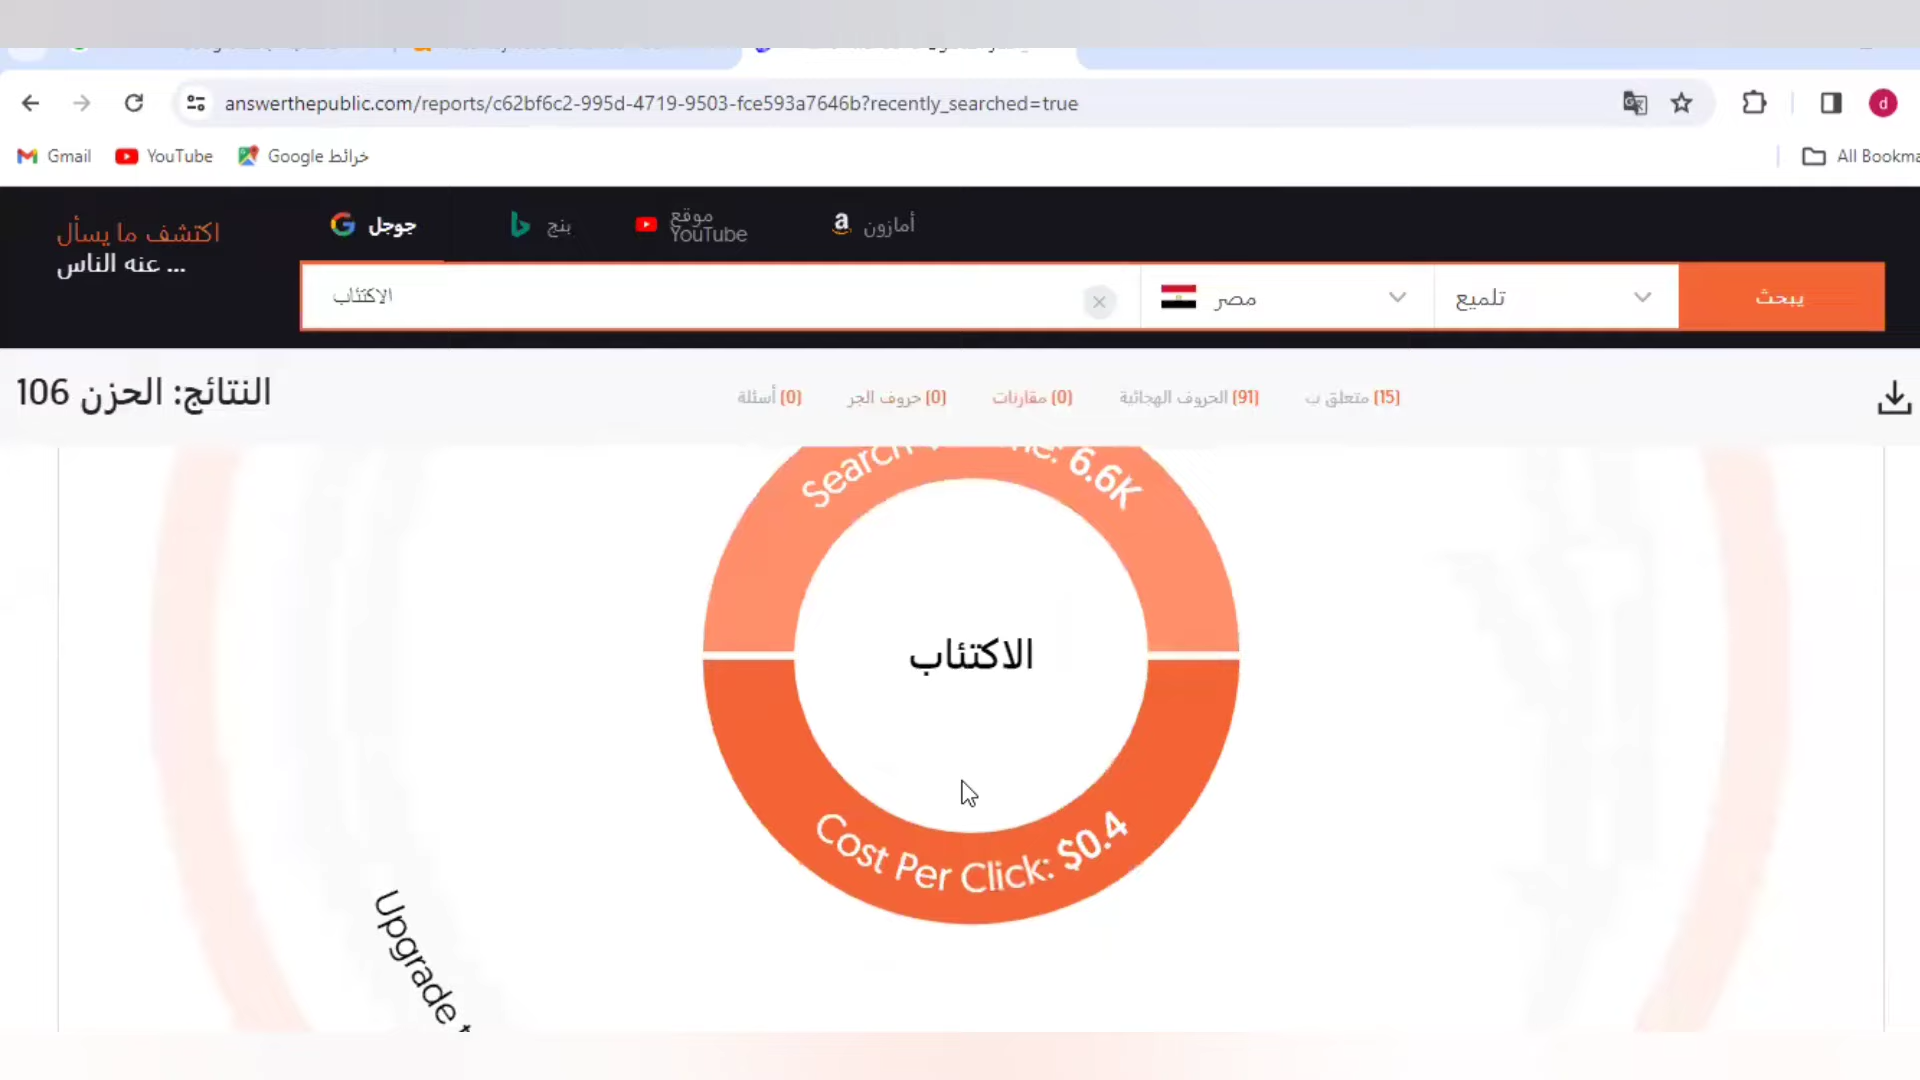 answerthepublic.com/reports/c62bf6c2-995d-4719-9503-fce593a7646b?recently_searched=true
d
Gmail
YouTube
خرائط Google
All Bookma
اكتشف ما يسأل
عنه الناس ...
جوجل
بنج
موقع
YouTube
أمازون
الاكتئاب
مصر
تلميع
يبحث
النتائج: الحزن 106
أسئلة (0)
حروف الجر (0)
مقارنات (0)
الحروف الهجائية (91)
متعلق ب (15)
Search 6.6K
الاكتئاب
Cost Per Click: $0.4
Upgrade